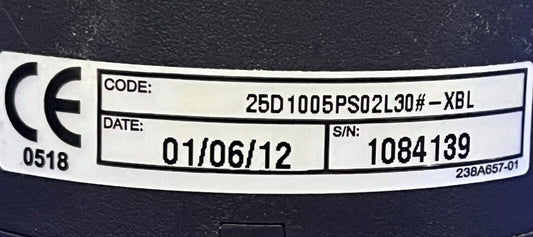 CE
0518
CODE:
25D1005PS02L30#-XBL
DATE:
01/06/12
S/N:
1084139
238A657-01